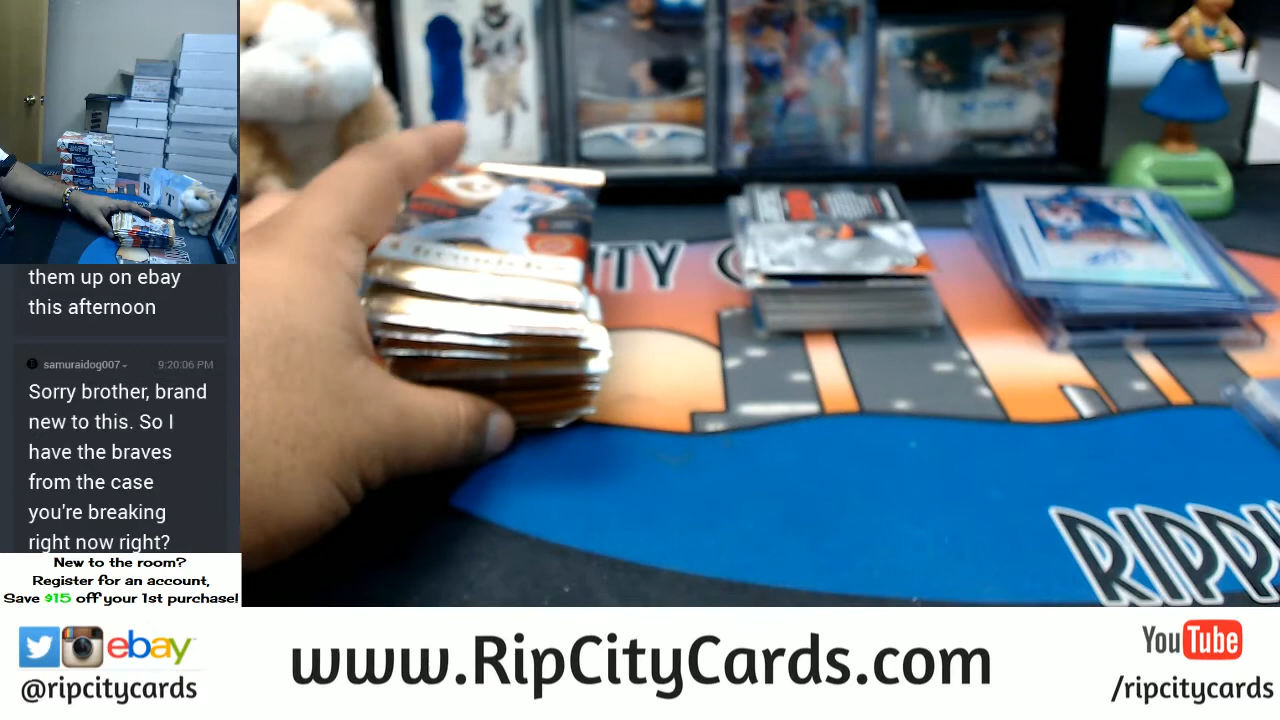 them up on ebay
this afternoon
samuraidog007
9:20:06 PM
Sorry brother, brand
new to this. So I
have the braves
from the case
you're breaking
right now right?
New to the room?
Register for an account,
Save $15 off your 1st purchase!
ebay
@ripcitycards
www.RipCityCards.com
YouTube
/ripcitycards
ITY C
RIPPI